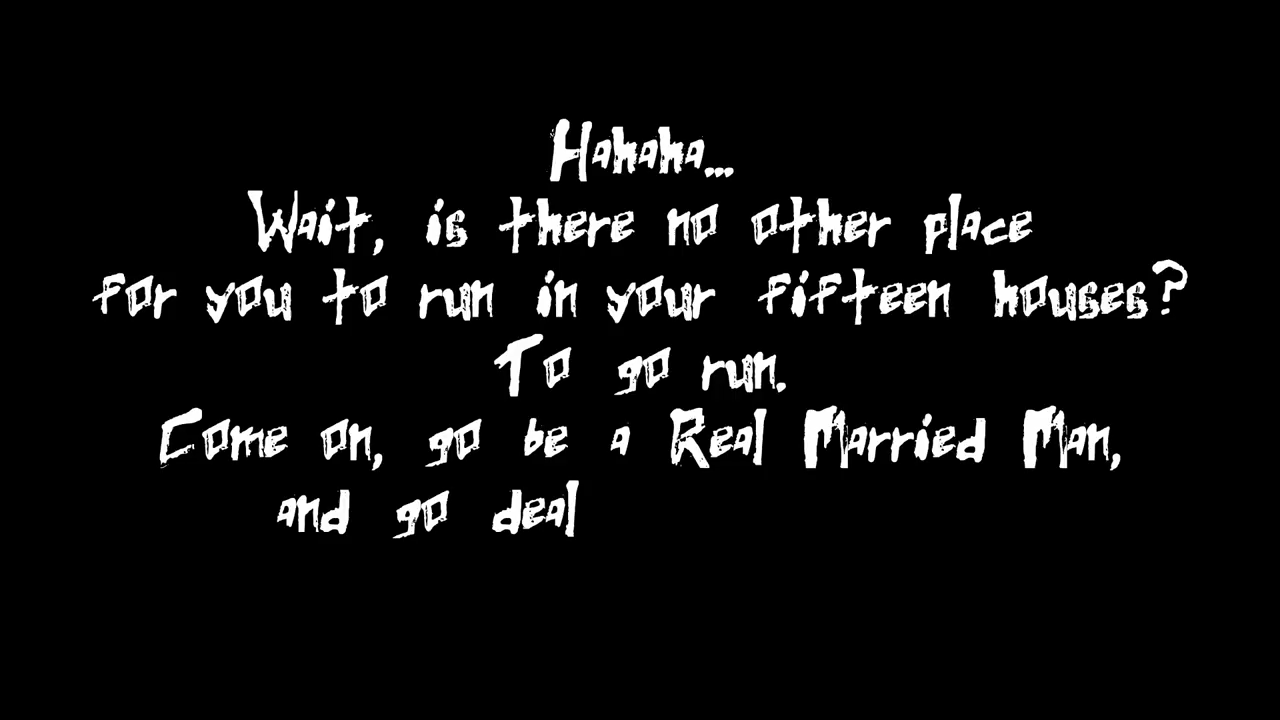 Hahaha...
Wait, is there no other place
for you to run in your fifteen houses?
To go run.
Come on, go be a Real Married Man,
and go deal